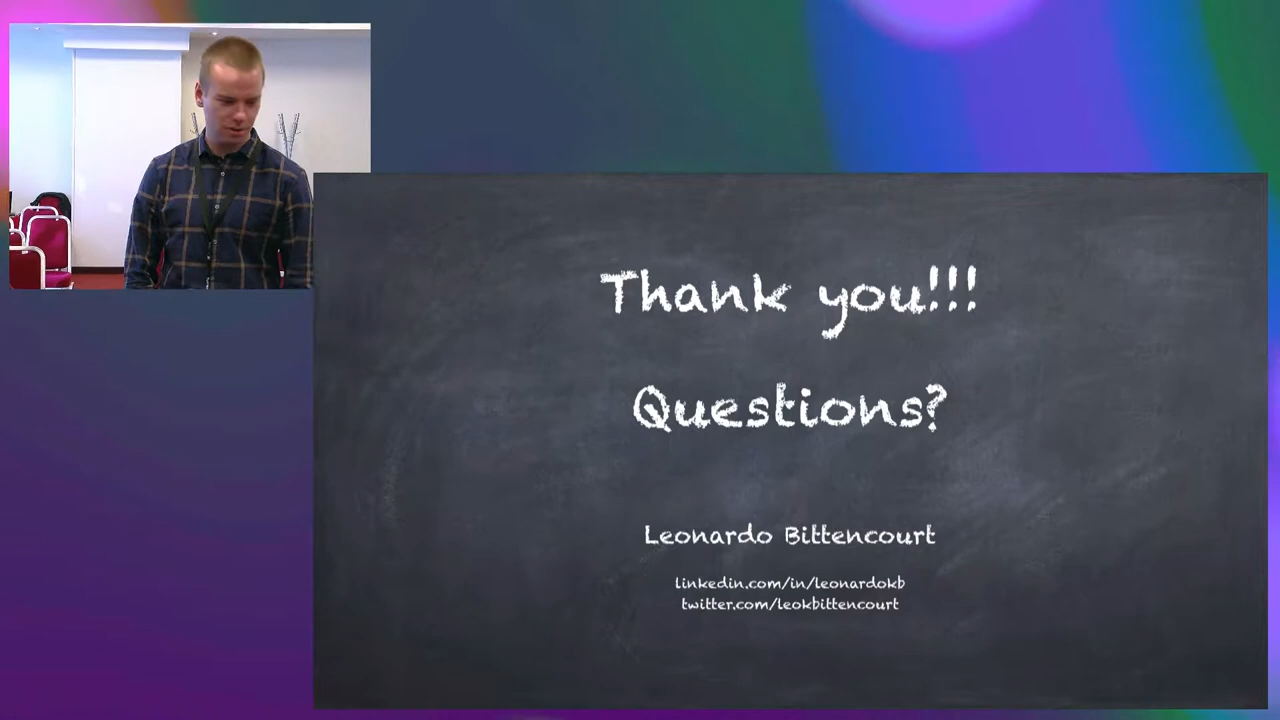 Thank you!!!
Questions?
Leonardo Bittencourt
linkedin.com/in/leonardokb
twitter.com/leokbittencourt